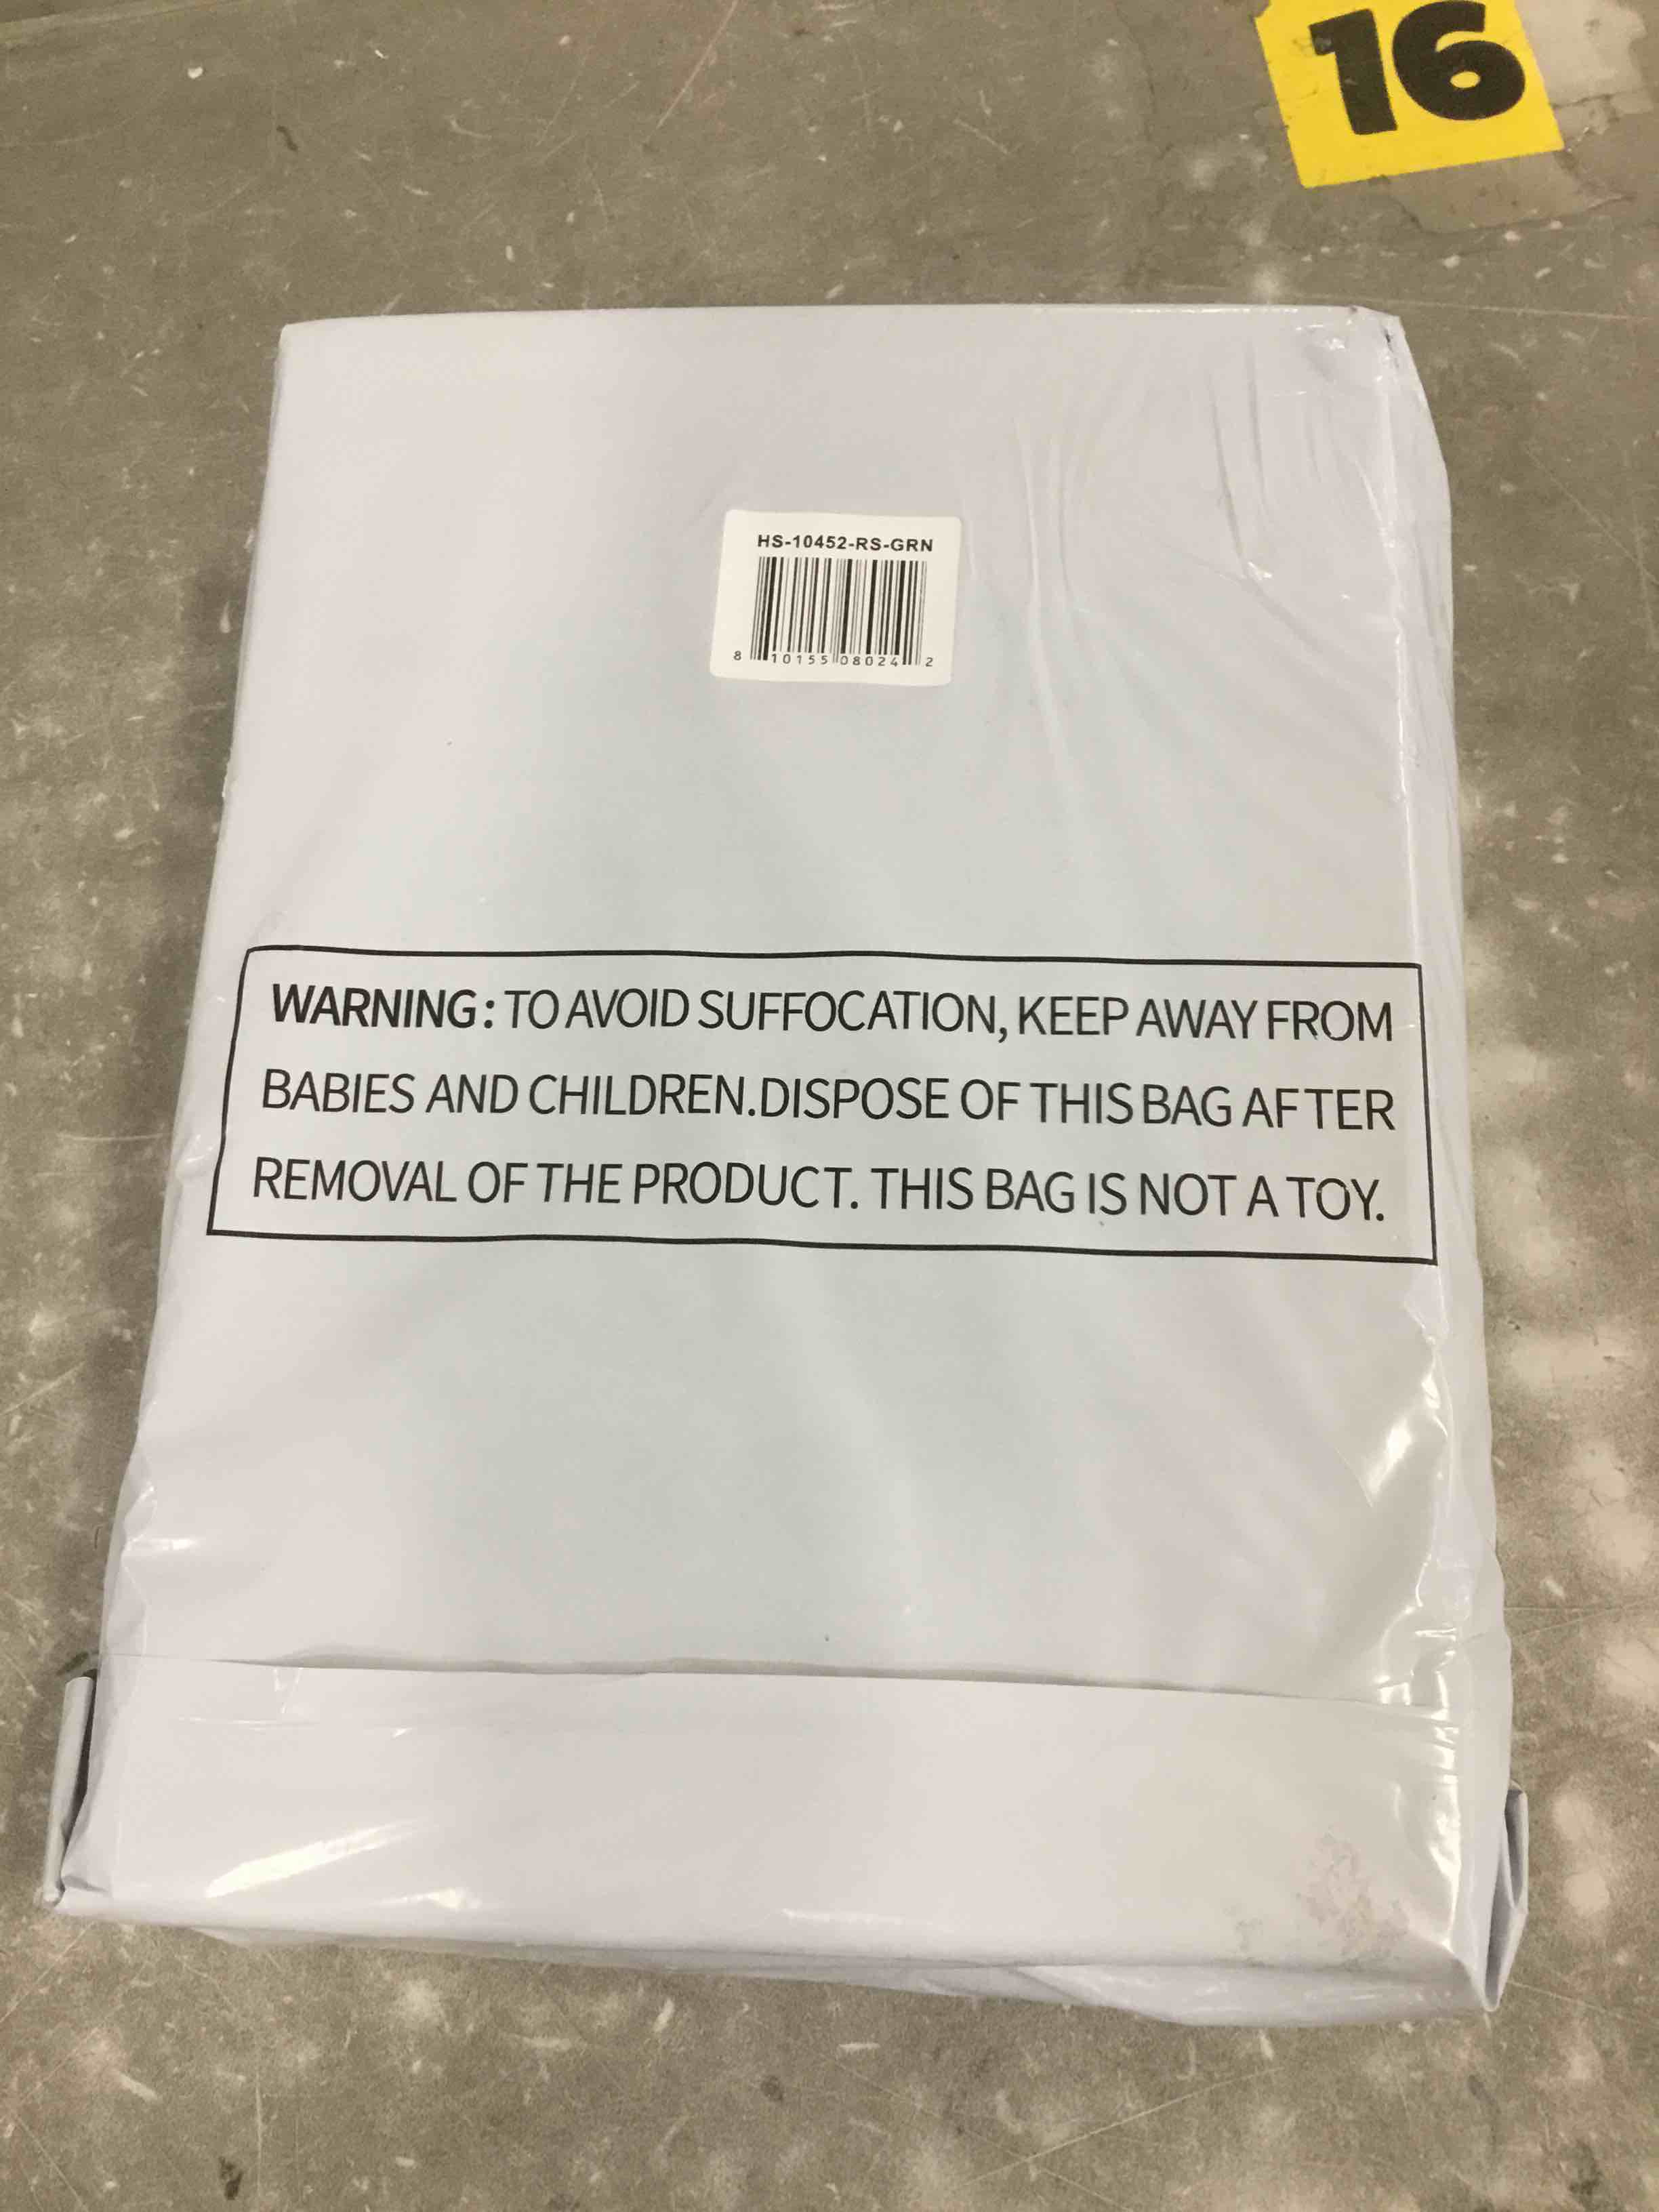 16
HS-10452-RS-GRN
8 10155 08024 2
WARNING: TO AVOID SUFFOCATION, KEEP AWAY FROM
BABIES AND CHILDREN.DISPOSE OF THIS BAG AFTER
REMOVAL OF THE PRODUCT. THIS BAG IS NOT A TOY.